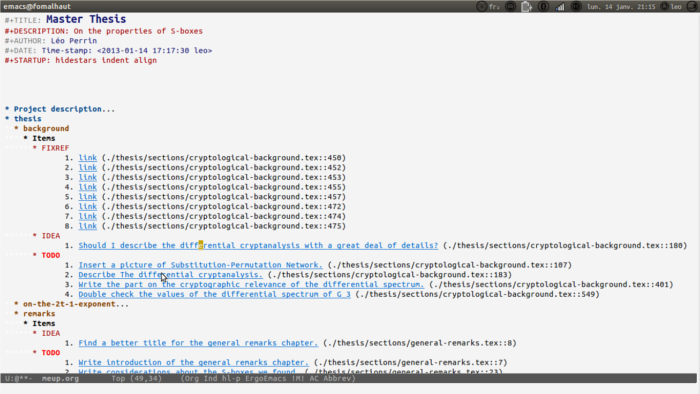 emacs@fomalhaut
fr₂
lun. 14 janv. 21:15
leo
#+TITLE: Master Thesis
#+DESCRIPTION: On the properties of S-boxes
#+AUTHOR: Léo Perrin
#+DATE: Time-stamp: <2013-01-14 17:17:30 leo>
#+STARTUP: hidestars indent align
* Project description...
* thesis
* background
* Items
* FIXREF
1. link (./thesis/sections/cryptological-background.tex::450)
2. link (./thesis/sections/cryptological-background.tex::452)
3. link (./thesis/sections/cryptological-background.tex::453)
4. link (./thesis/sections/cryptological-background.tex::455)
5. link (./thesis/sections/cryptological-background.tex::457)
6. link (./thesis/sections/cryptological-background.tex::472)
7. link (./thesis/sections/cryptological-background.tex::474)
8. link (./thesis/sections/cryptological-background.tex::475)
* IDEA
1. Should I describe the differential cryptanalysis with a great deal of details? (./thesis/sections/cryptological-background.tex::180)
* TODO
1. Insert a picture of Substitution-Permutation Network. (./thesis/sections/cryptological-background.tex::107)
2. Describe The differential cryptanalysis. (./thesis/sections/cryptological-background.tex::183)
3. Write the part on the cryptographic relevance of the differential spectrum. (./thesis/sections/cryptological-background.tex::401)
4. Double check the values of the differential spectrum of G_3 (./thesis/sections/cryptological-background.tex::549)
* on-the-2t-1-exponent...
* remarks
* Items
* IDEA
1. Find a better title for the general remarks chapter. (./thesis/sections/general-remarks.tex::8)
* TODO
1. Write introduction of the general remarks chapter. (./thesis/sections/general-remarks.tex::7)
2. Write considerations about the S-boxes we found. (./thesis/sections/general-remarks.tex::23)
U:@**- meup.org Top (49,34) (Org Ind hl-p ErgoEmacs !M! AC Abbrev)